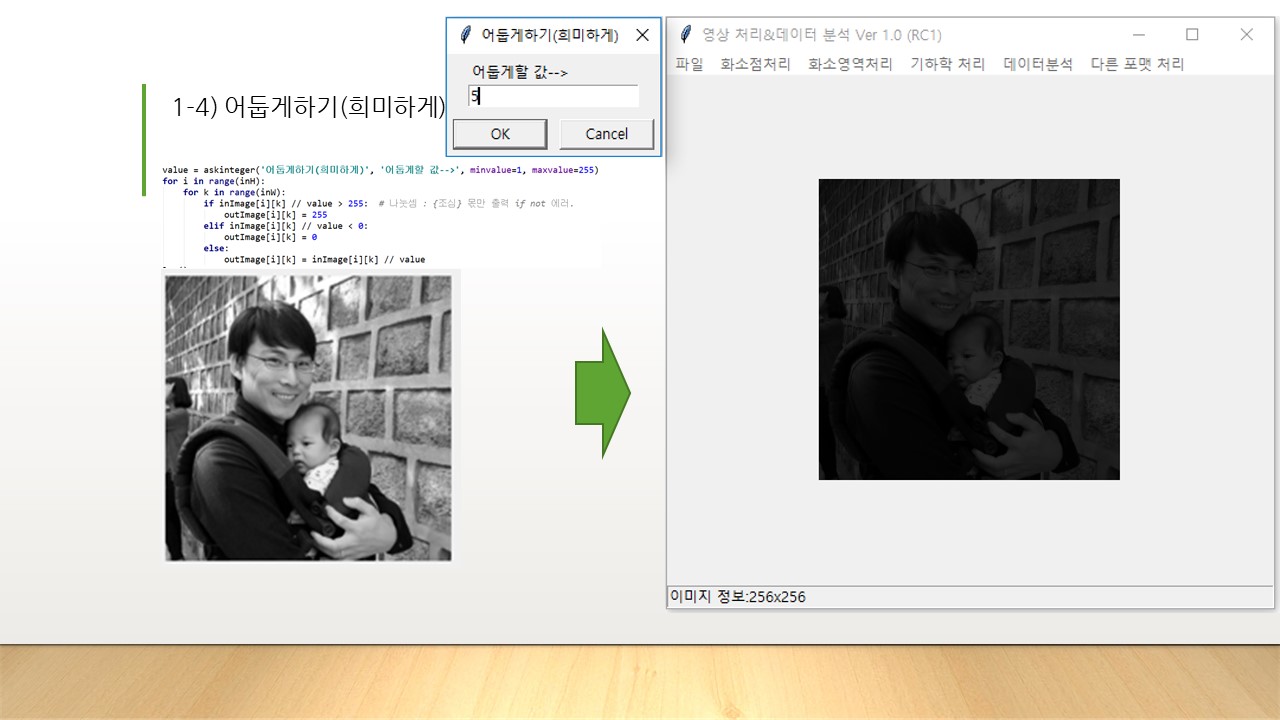 1-4) 어둡게하기(희미하게)
어둡게하기(희미하게)
어둡게할 값-->
5
OK
Cancel
value = askinteger('어둡게하기(희미하게)', '어둡게할 값-->', minvalue=1, maxvalue=255)
for i in range(inH):
for k in range(inW):
if inImage[i][k] // value > 255: # 나눗셈 : {조심} 몫만 출력 if not 에러.
outImage[i][k] = 255
elif inImage[i][k] // value < 0:
outImage[i][k] = 0
else:
outImage[i][k] = inImage[i][k] // value
영상 처리&데이터 분석 Ver 1.0 (RC1)
파일 화소점처리 화소영역처리 기하학 처리 데이터분석 다른 포맷 처리
이미지 정보:256x256